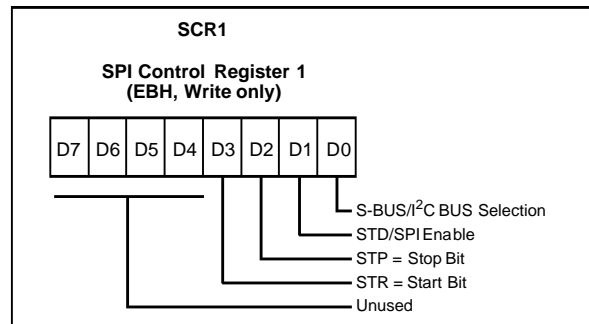 SCR1
SPI Control Register 1
(EBH, Write only)
D7 D6 D5 D4 D3 D2 D1 D0
S-BUS/I²C BUS Selection
STD/SPI Enable
STP = Stop Bit
STR = Start Bit
Unused